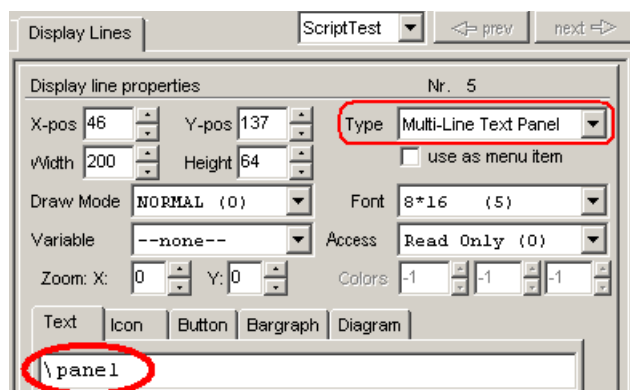 Display Lines ScriptTest prev next
Display line properties Nr. 5
X-pos 46 Y-pos 137 Type Multi-Line Text Panel
Width 200 Height 64 use as menu item
Draw Mode NORMAL (0) Font 8*16 (5)
Variable --none-- Access Read Only (0)
Zoom: X: 0 Y: 0 Colors -1 -1 -1
Text Icon Button Bargraph Diagram
\panel